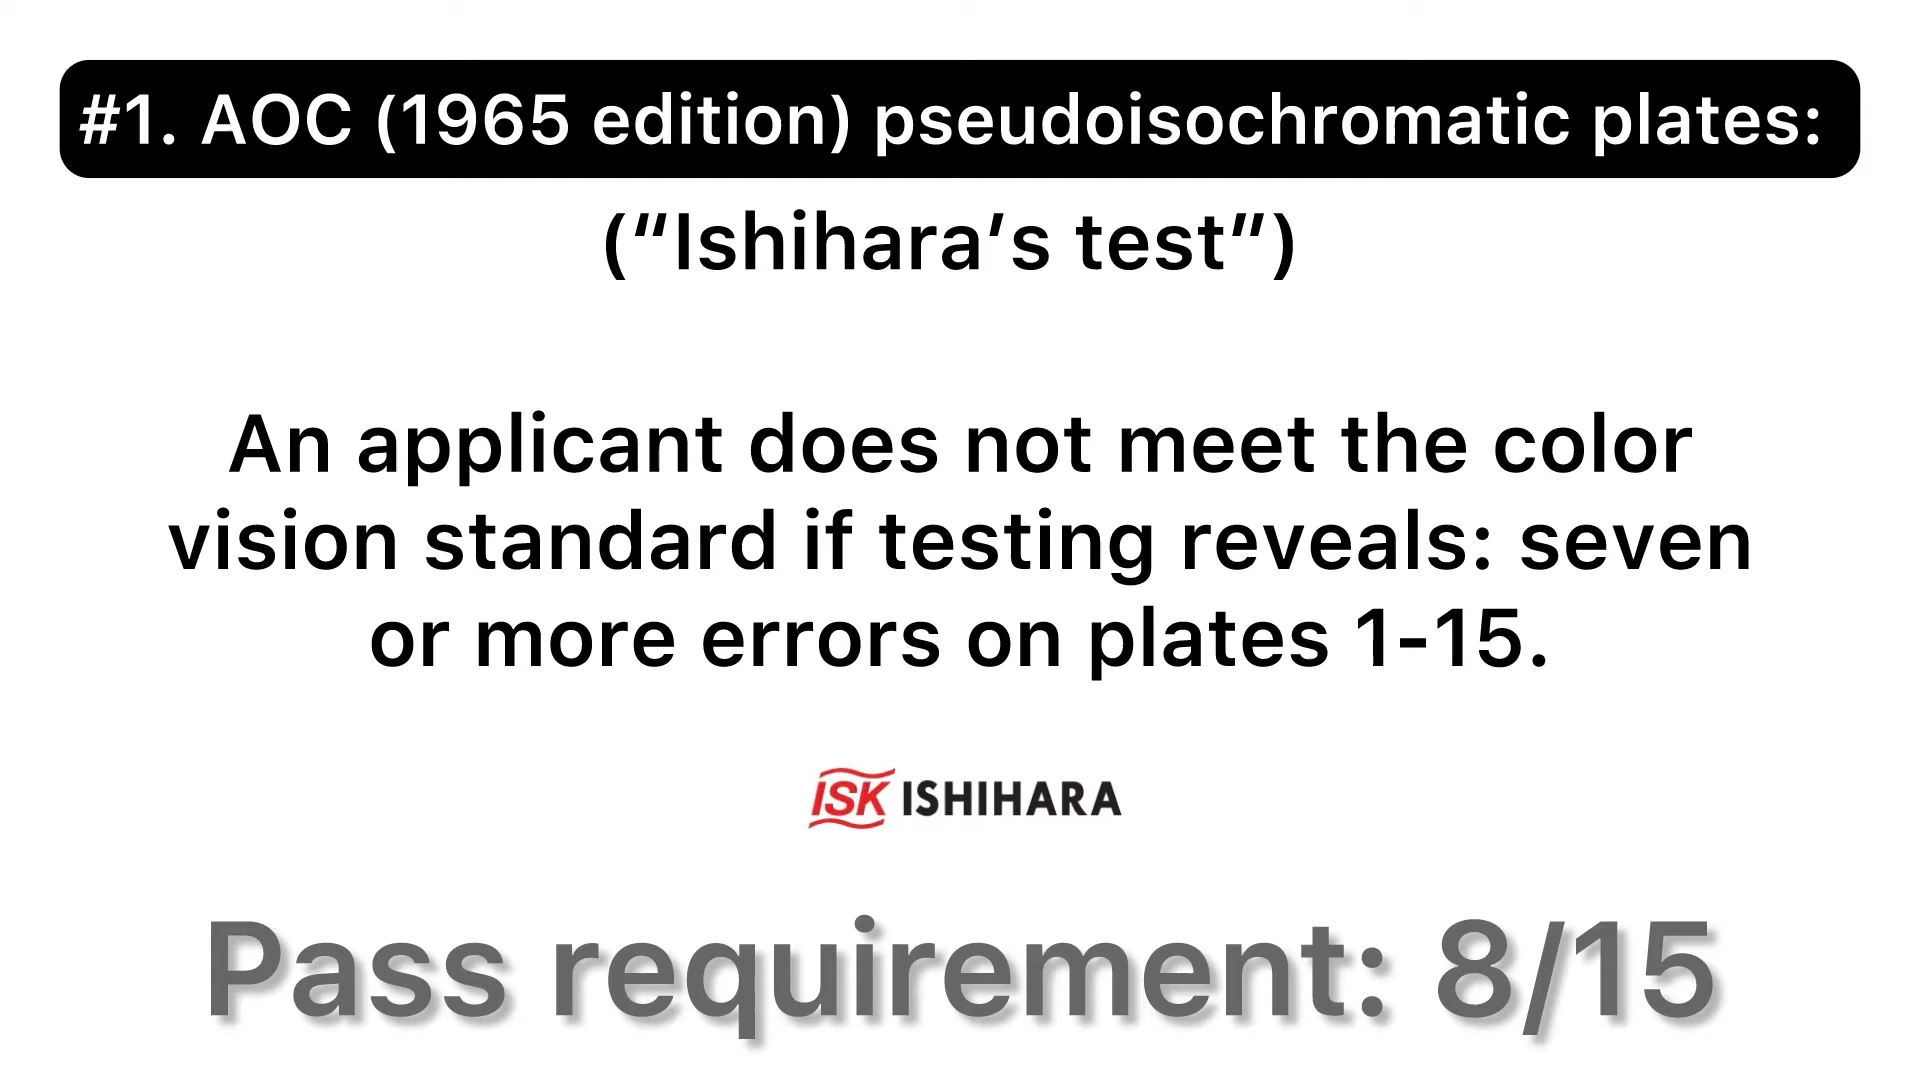 #1. AOC (1965 edition) pseudoisochromatic plates:
(“Ishihara’s test”)
An applicant does not meet the color
vision standard if testing reveals: seven
or more errors on plates 1-15.
ISK ISHIHARA
Pass requirement: 8/15